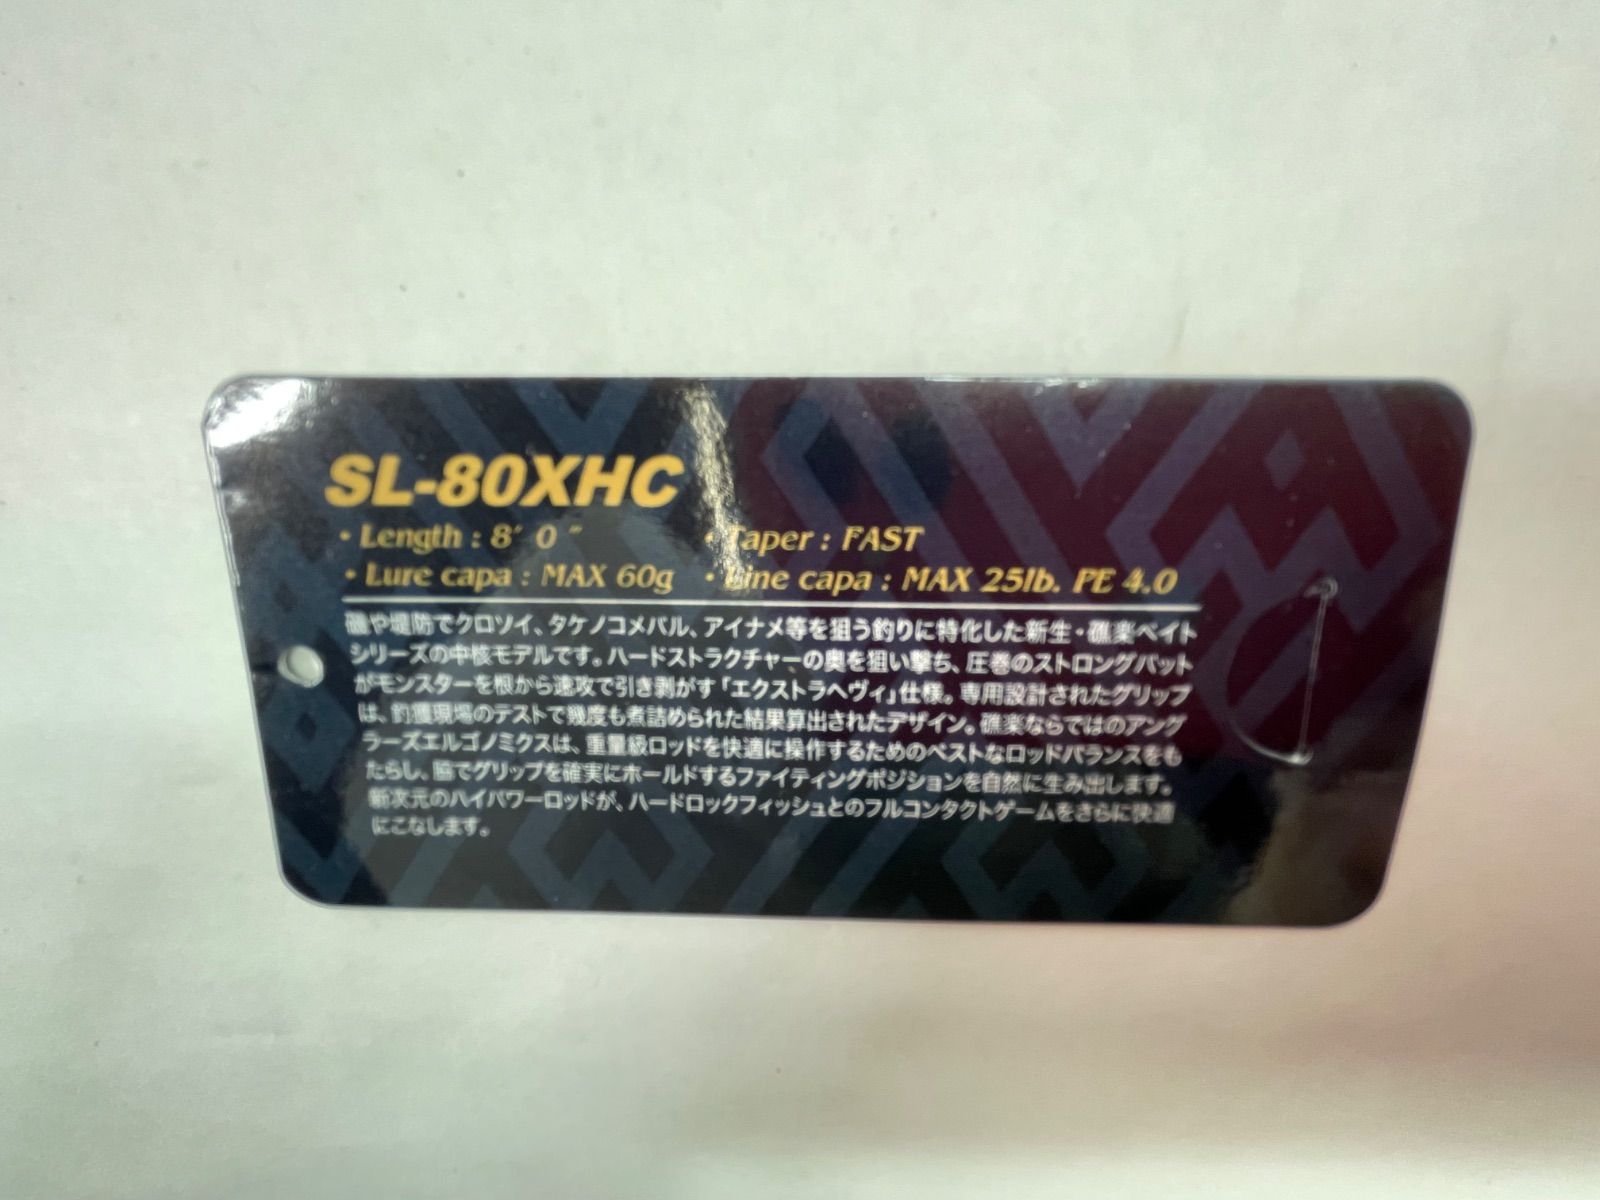 SL-80XHC
・Length : 8′ 0 ″ ・Taper : FAST
・Lure capa : MAX 60g ・Line capa : MAX 25lb. PE 4.0
磯や堤防でクロソイ、タケノコメバル、アイナメ等を狙う釣りに特化した新生・礁楽ベイト
シリーズの中核モデルです。ハードストラクチャーの奥を狙い撃ち、圧巻のストロングバット
がモンスターを根から速攻で引き剥がす「エクストラヘヴィ」仕様。専用設計されたグリップ
は、釣獲現場のテストで幾度も煮詰められた結果算出されたデザイン。礁楽ならではのアング
ラーズエルゴノミクスは、重量級ロッドを快適に操作するためのベストなロッドバランスをも
たらし、脇でグリップを確実にホールドするファイティングポジションを自然に生み出します。
新次元のハイパワーロッドが、ハードロックフィッシュとのフルコンタクトゲームをさらに快適
にこなします。